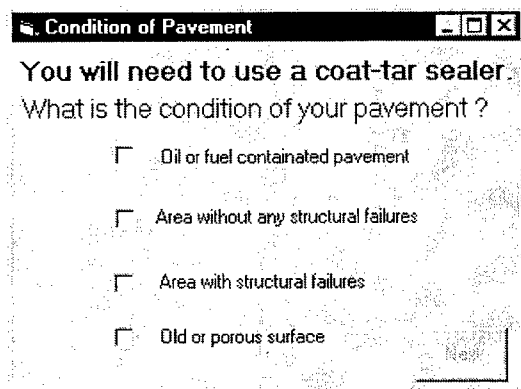 Condition of Pavement
You will need to use a coat-tar sealer.
What is the condition of your pavement ?
Oil or fuel containated pavement
Area without any structural failures
Area with structural failures
Old or porous surface
Next